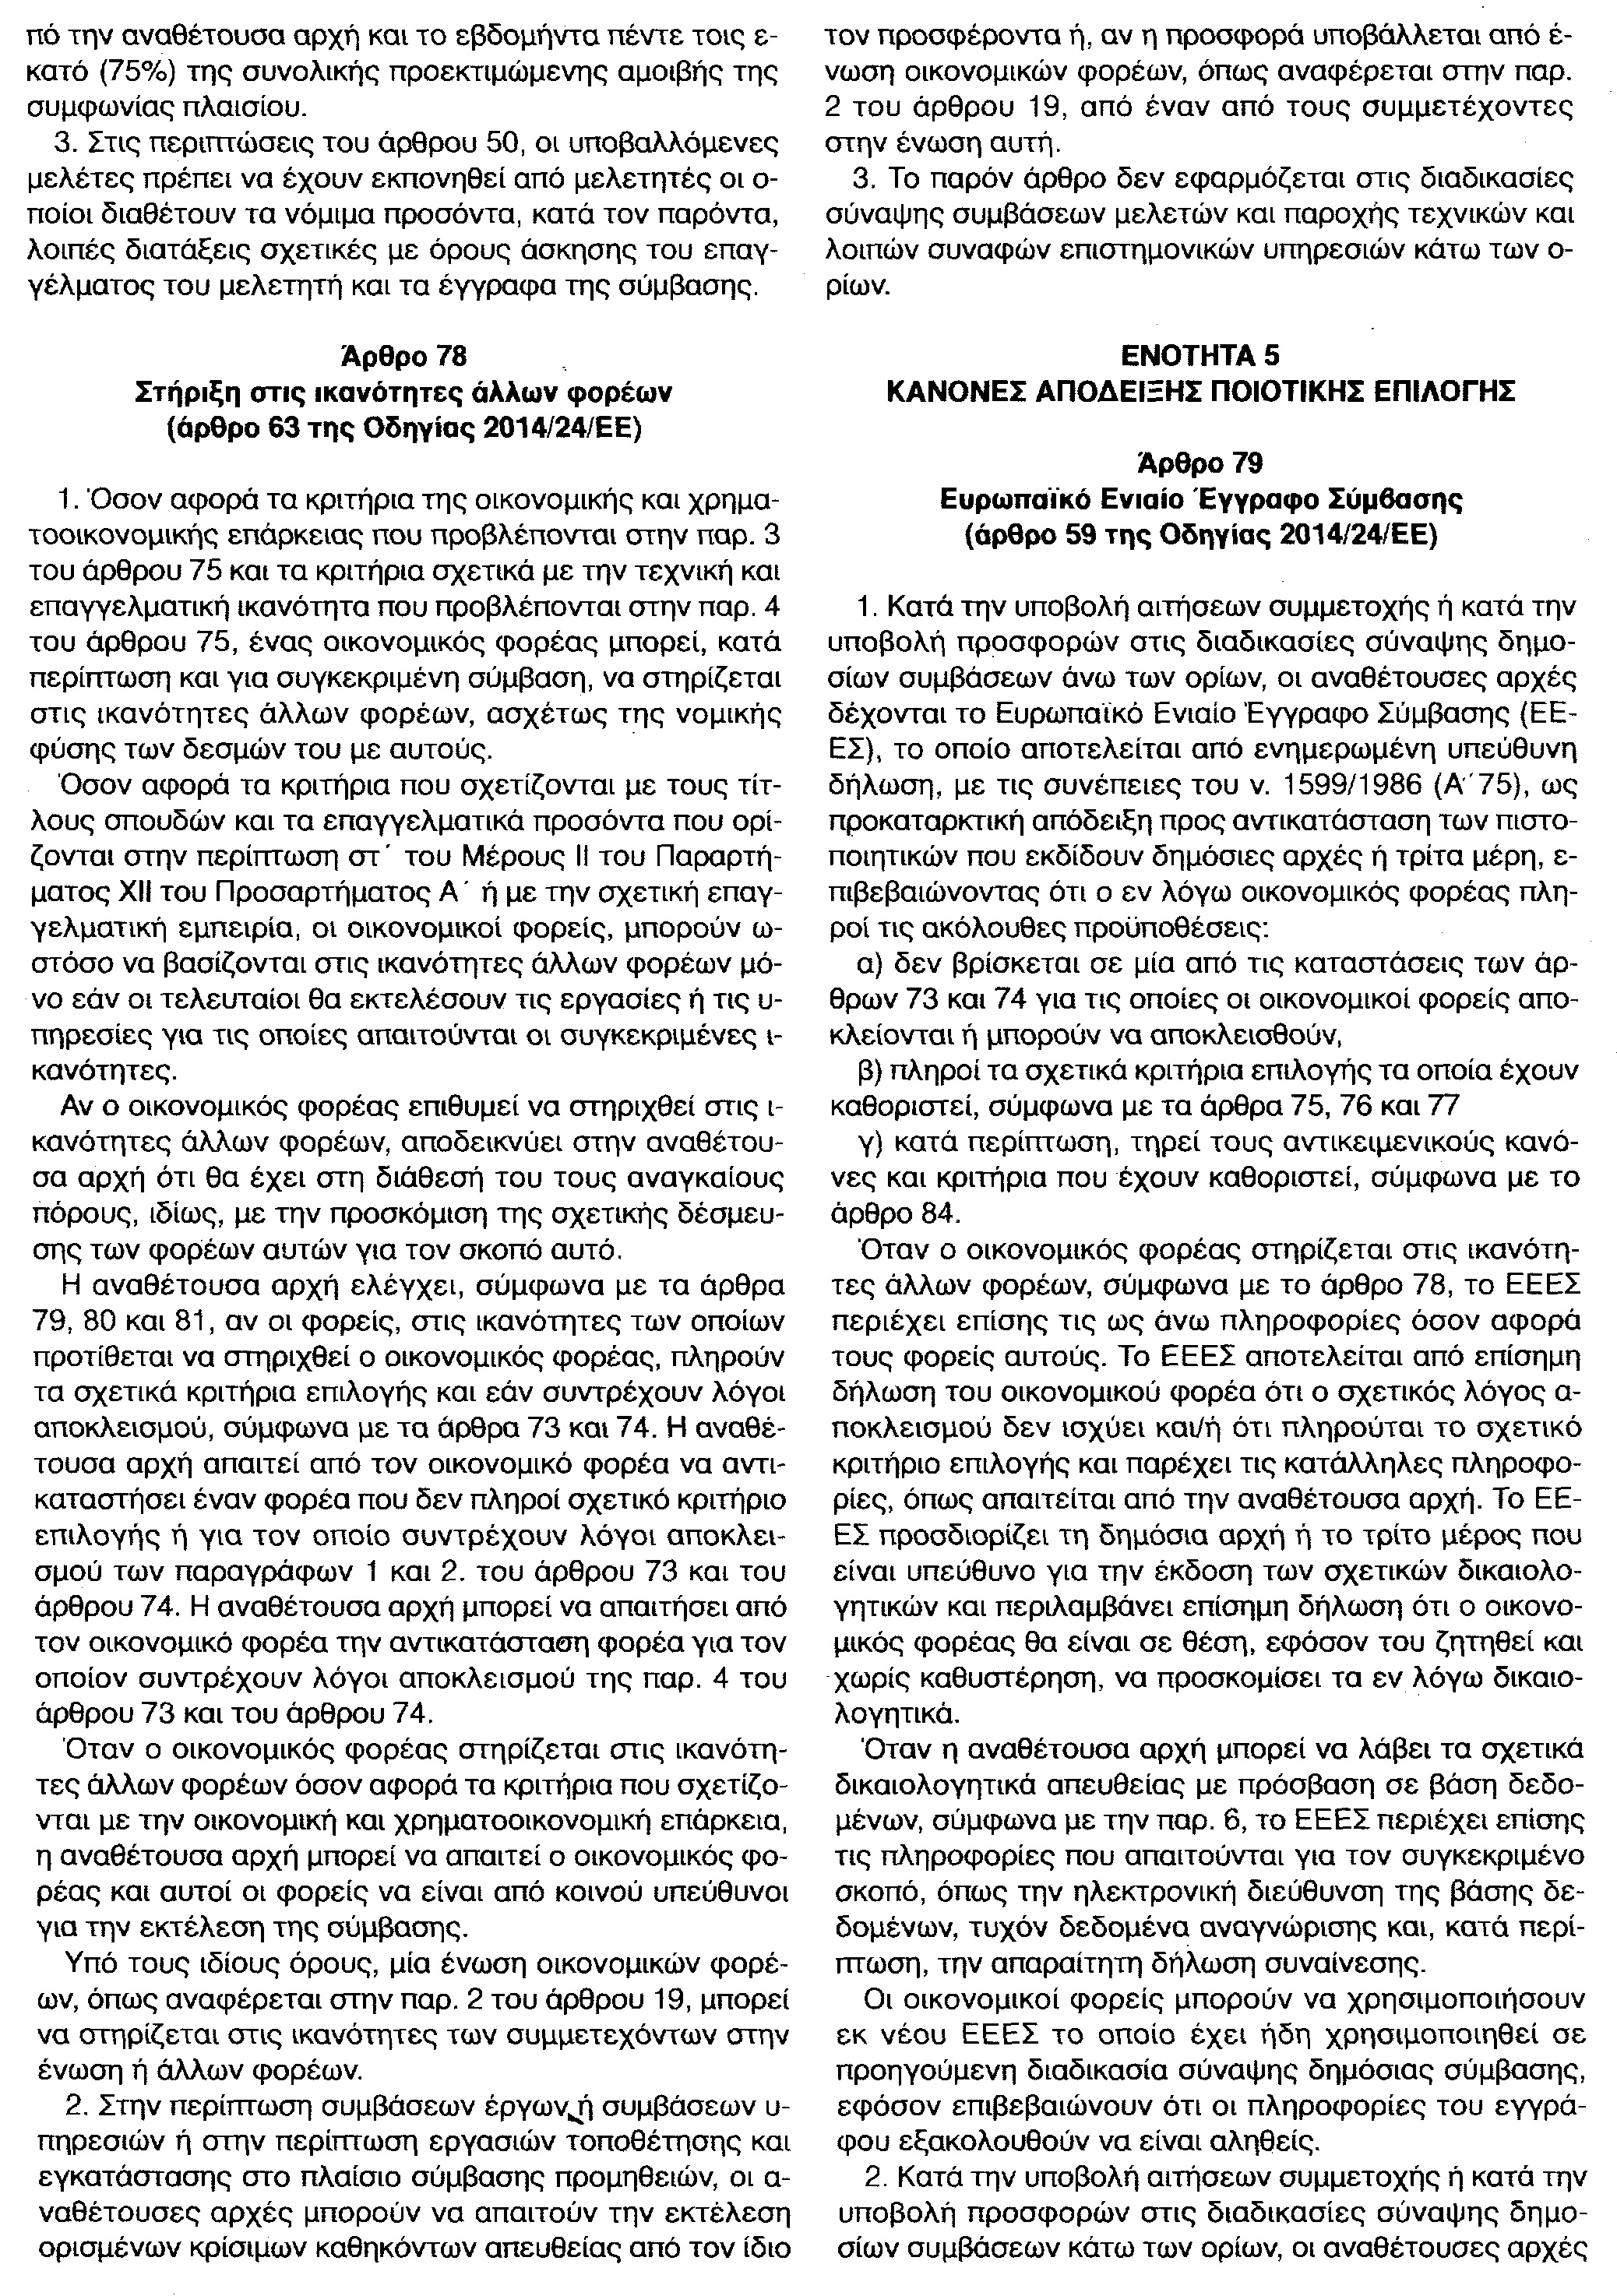 πό την αναθέτουσα αρχή και το εβδομήντα πέντε τοις ε-
κατό (75%) της συνολικής προεκτιμώμενης αμοιβής της
συμφωνίας πλαισίου.
3. Στις περιπτώσεις του άρθρου 50, οι υποβαλλόμενες
μελέτες πρέπει να έχουν εκπονηθεί από μελετητές οι ο-
ποίοι διαθέτουν τα νόμιμα προσόντα, κατά τον παρόντα,
λοιπές διατάξεις σχετικές με όρους άσκησης του επαγ-
γέλματος του μελετητή και τα έγγραφα της σύμβασης.
Άρθρο 78
Στήριξη στις ικανότητες άλλων φορέων
(άρθρο 63 της Οδηγίας 2014/24/ΕΕ)
1. Όσον αφορά τα κριτήρια της οικονομικής και χρημα-
τοοικονομικής επάρκειας που προβλέπονται στην παρ. 3
του άρθρου 75 και τα κριτήρια σχετικά με την τεχνική και
επαγγελματική ικανότητα που προβλέπονται στην παρ. 4
του άρθρου 75, ένας οικονομικός φορέας μπορεί, κατά
περίπτωση και για συγκεκριμένη σύμβαση, να στηρίζεται
στις ικανότητες άλλων φορέων, ασχέτως της νομικής
φύσης των δεσμών του με αυτούς.
Όσον αφορά τα κριτήρια που σχετίζονται με τους τίτ-
λους σπουδών και τα επαγγελματικά προσόντα που ορί-
ζονται στην περίπτωση στ΄ του Μέρους ΙΙ του Παραρτή-
ματος XII του Προσαρτήματος Α΄ ή με την σχετική επαγ-
γελματική εμπειρία, οι οικονομικοί φορείς, μπορούν ω-
στόσο να βασίζονται στις ικανότητες άλλων φορέων μό-
νο εάν οι τελευταίοι θα εκτελέσουν τις εργασίες ή τις υ-
πηρεσίες για τις οποίες απαιτούνται οι συγκεκριμένες ι-
κανότητες.
Αν ο οικονομικός φορέας επιθυμεί να στηριχθεί στις ι-
κανότητες άλλων φορέων, αποδεικνύει στην αναθέτου-
σα αρχή ότι θα έχει στη διάθεσή του τους αναγκαίους
πόρους, ιδίως, με την προσκόμιση της σχετικής δέσμευ-
σης των φορέων αυτών για τον σκοπό αυτό.
Η αναθέτουσα αρχή ελέγχει, σύμφωνα με τα άρθρα
79, 80 και 81, αν οι φορείς, στις ικανότητες των οποίων
προτίθεται να στηριχθεί ο οικονομικός φορέας, πληρούν
τα σχετικά κριτήρια επιλογής και εάν συντρέχουν λόγοι
αποκλεισμού, σύμφωνα με τα άρθρα 73 και 74. Η αναθέ-
τουσα αρχή απαιτεί από τον οικονομικό φορέα να αντι-
καταστήσει έναν φορέα που δεν πληροί σχετικό κριτήριο
επιλογής ή για τον οποίο συντρέχουν λόγοι αποκλει-
σμού των παραγράφων 1 και 2. του άρθρου 73 και του
άρθρου 74. Η αναθέτουσα αρχή μπορεί να απαιτήσει από
τον οικονομικό φορέα την αντικατάσταση φορέα για τον
οποίον συντρέχουν λόγοι αποκλεισμού της παρ. 4 του
άρθρου 73 και του άρθρου 74.
Όταν ο οικονομικός φορέας στηρίζεται στις ικανότη-
τες άλλων φορέων όσον αφορά τα κριτήρια που σχετίζο-
νται με την οικονομική και χρηματοοικονομική επάρκεια,
η αναθέτουσα αρχή μπορεί να απαιτεί ο οικονομικός φο-
ρέας και αυτοί οι φορείς να είναι από κοινού υπεύθυνοι
για την εκτέλεση της σύμβασης.
Υπό τους ιδίους όρους, μία ένωση οικονομικών φορέ-
ων, όπως αναφέρεται στην παρ. 2 του άρθρου 19, μπορεί
να στηρίζεται στις ικανότητες των συμμετεχόντων στην
ένωση ή άλλων φορέων.
2. Στην περίπτωση συμβάσεων έργων ή συμβάσεων υ-
πηρεσιών ή στην περίπτωση εργασιών τοποθέτησης και
εγκατάστασης στο πλαίσιο σύμβασης προμηθειών, οι α-
ναθέτουσες αρχές μπορούν να απαιτούν την εκτέλεση
ορισμένων κρίσιμων καθηκόντων απευθείας από τον ίδιο
τον προσφέροντα ή, αν η προσφορά υποβάλλεται από έ-
νωση οικονομικών φορέων, όπως αναφέρεται στην παρ.
2 του άρθρου 19, από έναν από τους συμμετέχοντες
στην ένωση αυτή.
3. Το παρόν άρθρο δεν εφαρμόζεται στις διαδικασίες
σύναψης συμβάσεων μελετών και παροχής τεχνικών και
λοιπών συναφών επιστημονικών υπηρεσιών κάτω των ο-
ρίων.
ΕΝΟΤΗΤΑ 5
ΚΑΝΟΝΕΣ ΑΠΟΔΕΙΞΗΣ ΠΟΙΟΤΙΚΗΣ ΕΠΙΛΟΓΗΣ
Άρθρο 79
Ευρωπαϊκό Ενιαίο Έγγραφο Σύμβασης
(άρθρο 59 της Οδηγίας 2014/24/ΕΕ)
1. Κατά την υποβολή αιτήσεων συμμετοχής ή κατά την
υποβολή προσφορών στις διαδικασίες σύναψης δημο-
σίων συμβάσεων άνω των ορίων, οι αναθέτουσες αρχές
δέχονται το Ευρωπαϊκό Ενιαίο Έγγραφο Σύμβασης (ΕΕ-
ΕΣ), το οποίο αποτελείται από ενημερωμένη υπεύθυνη
δήλωση, με τις συνέπειες του ν. 1599/1986 (Α΄75), ως
προκαταρκτική απόδειξη προς αντικατάσταση των πιστο-
ποιητικών που εκδίδουν δημόσιες αρχές ή τρίτα μέρη, ε-
πιβεβαιώνοντας ότι ο εν λόγω οικονομικός φορέας πλη-
ροί τις ακόλουθες προϋποθέσεις:
α) δεν βρίσκεται σε μία από τις καταστάσεις των άρ-
θρων 73 και 74 για τις οποίες οι οικονομικοί φορείς απο-
κλείονται ή μπορούν να αποκλεισθούν,
β) πληροί τα σχετικά κριτήρια επιλογής τα οποία έχουν
καθοριστεί, σύμφωνα με τα άρθρα 75, 76 και 77
γ) κατά περίπτωση, τηρεί τους αντικειμενικούς κανό-
νες και κριτήρια που έχουν καθοριστεί, σύμφωνα με το
άρθρο 84.
Όταν ο οικονομικός φορέας στηρίζεται στις ικανότη-
τες άλλων φορέων, σύμφωνα με το άρθρο 78, το ΕΕΕΣ
περιέχει επίσης τις ως άνω πληροφορίες όσον αφορά
τους φορείς αυτούς. Το ΕΕΕΣ αποτελείται από επίσημη
δήλωση του οικονομικού φορέα ότι ο σχετικός λόγος α-
ποκλεισμού δεν ισχύει και/ή ότι πληρούται το σχετικό
κριτήριο επιλογής και παρέχει τις κατάλληλες πληροφο-
ρίες, όπως απαιτείται από την αναθέτουσα αρχή. Το ΕΕ-
ΕΣ προσδιορίζει τη δημόσια αρχή ή το τρίτο μέρος που
είναι υπεύθυνο για την έκδοση των σχετικών δικαιολο-
γητικών και περιλαμβάνει επίσημη δήλωση ότι ο οικονο-
μικός φορέας θα είναι σε θέση, εφόσον του ζητηθεί και
χωρίς καθυστέρηση, να προσκομίσει τα εν λόγω δικαιο-
λογητικά.
Όταν η αναθέτουσα αρχή μπορεί να λάβει τα σχετικά
δικαιολογητικά απευθείας με πρόσβαση σε βάση δεδο-
μένων, σύμφωνα με την παρ. 6, το ΕΕΕΣ περιέχει επίσης
τις πληροφορίες που απαιτούνται για τον συγκεκριμένο
σκοπό, όπως την ηλεκτρονική διεύθυνση της βάσης δε-
δομένων, τυχόν δεδομένα αναγνώρισης και, κατά περί-
πτωση, την απαραίτητη δήλωση συναίνεσης.
Οι οικονομικοί φορείς μπορούν να χρησιμοποιήσουν
εκ νέου ΕΕΕΣ το οποίο έχει ήδη χρησιμοποιηθεί σε
προηγούμενη διαδικασία σύναψης δημόσιας σύμβασης,
εφόσον επιβεβαιώνουν ότι οι πληροφορίες του εγγρά-
φου εξακολουθούν να είναι αληθείς.
2. Κατά την υποβολή αιτήσεων συμμετοχής ή κατά την
υποβολή προσφορών στις διαδικασίες σύναψης δημο-
σίων συμβάσεων κάτω των ορίων, οι αναθέτουσες αρχές